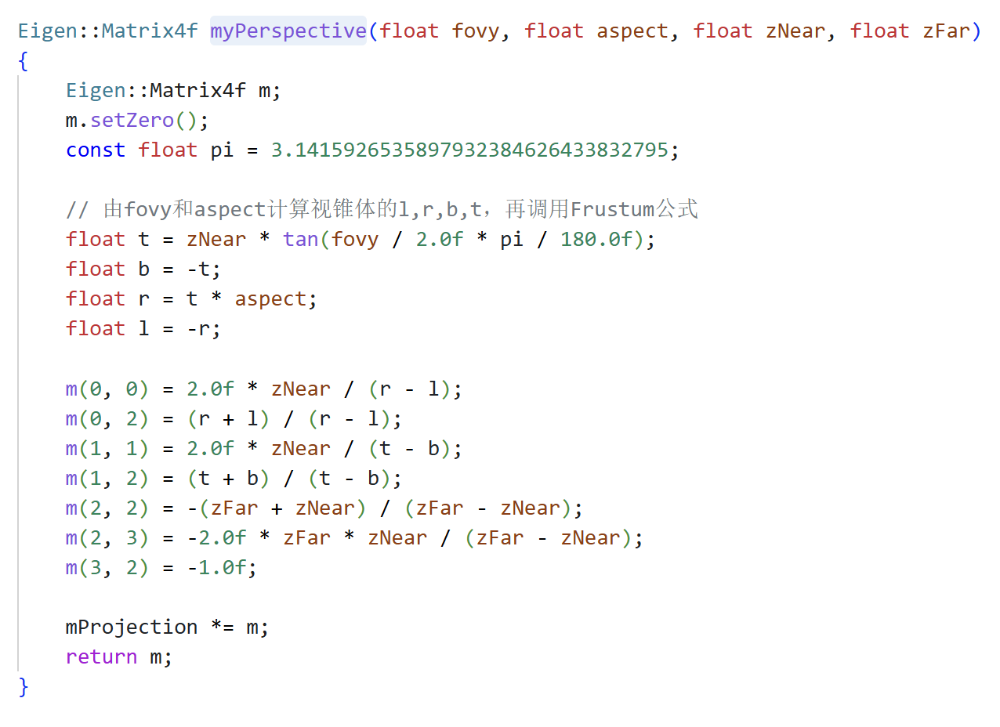 Eigen::Matrix4f myPerspective(float fovy, float aspect, float zNear, float zFar)
{
    Eigen::Matrix4f m;
    m.setZero();
    const float pi = 3.1415926535897932384626433832795;

    // 由fovy和aspect计算视锥体的l,r,b,t，再调用Frustum公式
    float t = zNear * tan(fovy / 2.0f * pi / 180.0f);
    float b = -t;
    float r = t * aspect;
    float l = -r;

    m(0, 0) = 2.0f * zNear / (r - l);
    m(0, 2) = (r + l) / (r - l);
    m(1, 1) = 2.0f * zNear / (t - b);
    m(1, 2) = (t + b) / (t - b);
    m(2, 2) = -(zFar + zNear) / (zFar - zNear);
    m(2, 3) = -2.0f * zFar * zNear / (zFar - zNear);
    m(3, 2) = -1.0f;

    mProjection *= m;
    return m;
}